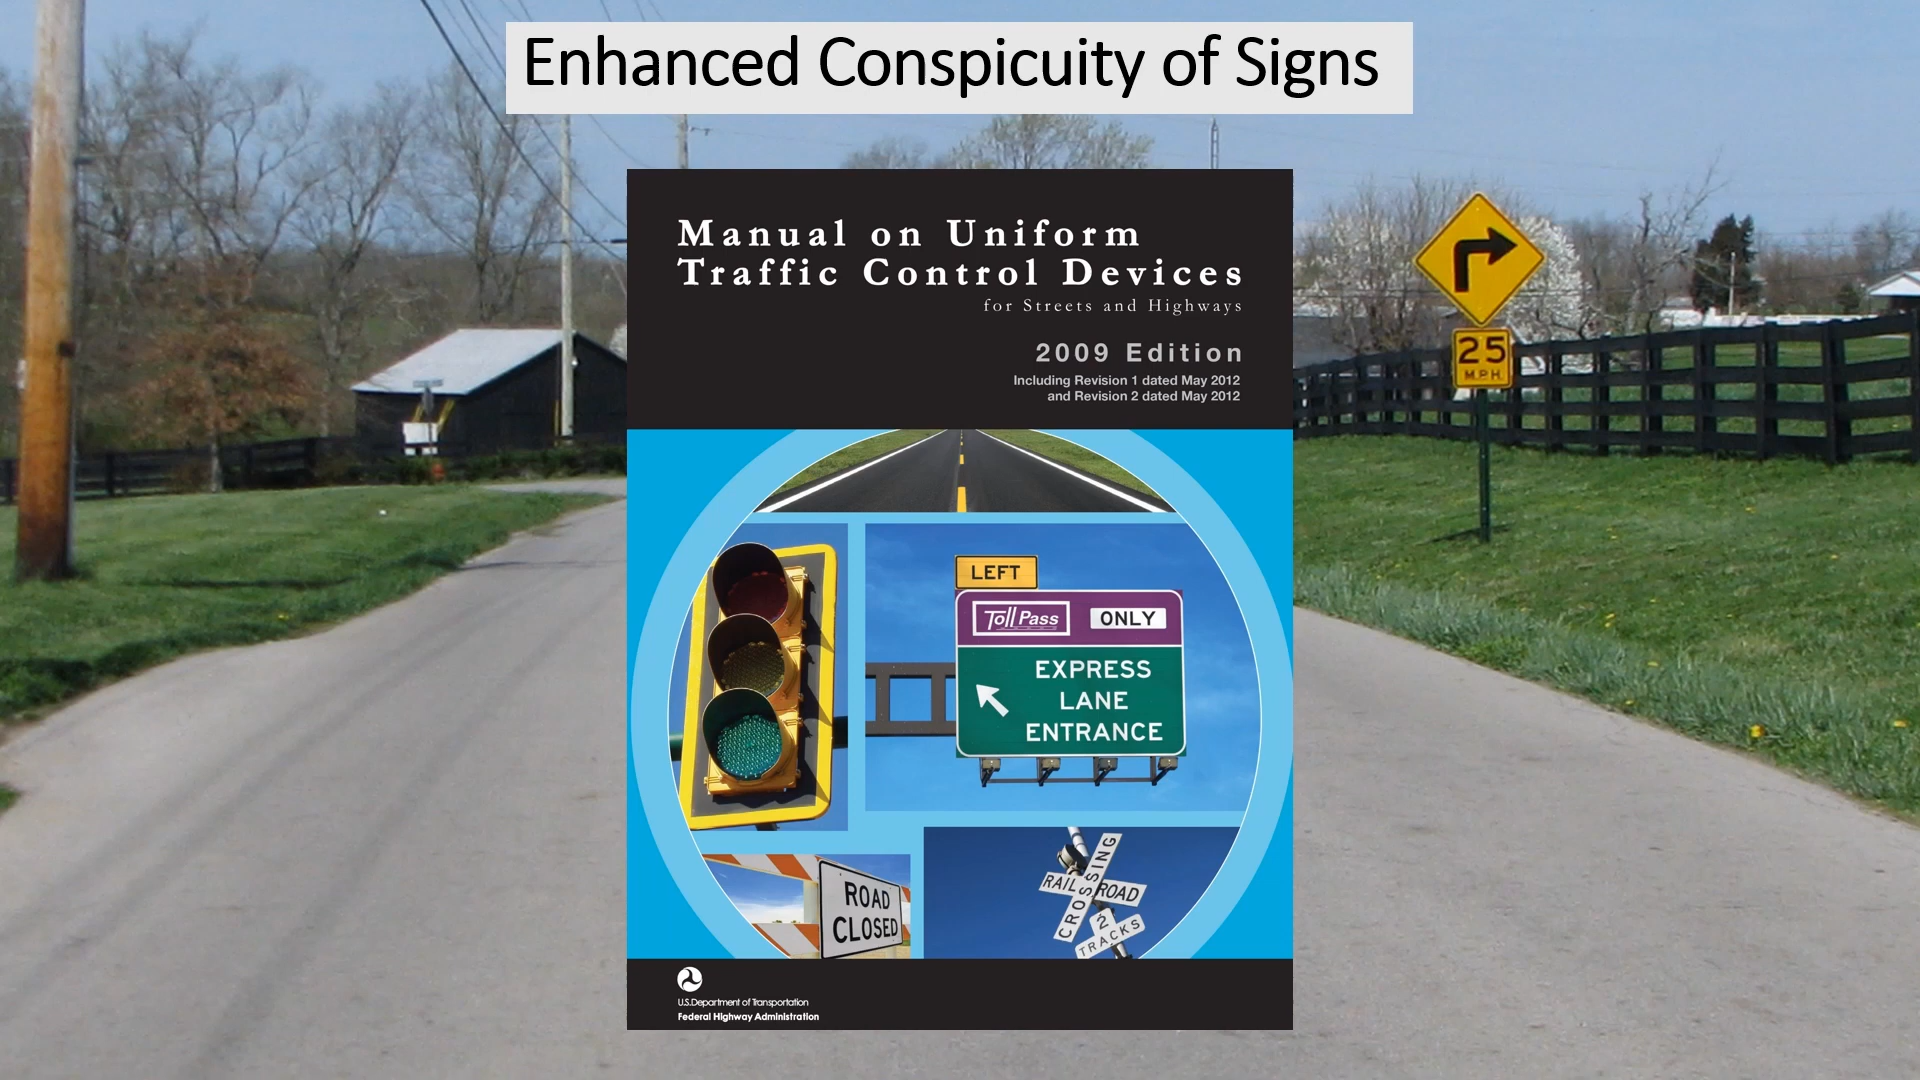 Enhanced Conspicuity of Signs
Manual on Uniform
Traffic Control Devices
for Streets and Highways
2009 Edition
Including Revision 1 dated May 2012
and Revision 2 dated May 2012
25
M.P.H.
LEFT
Toll Pass ONLY
EXPRESS
LANE
ENTRANCE
ROAD
CLOSED
RAILROAD
CROSSING
2
TRACKS
U.S.Department of Transportation
Federal Highway Administration